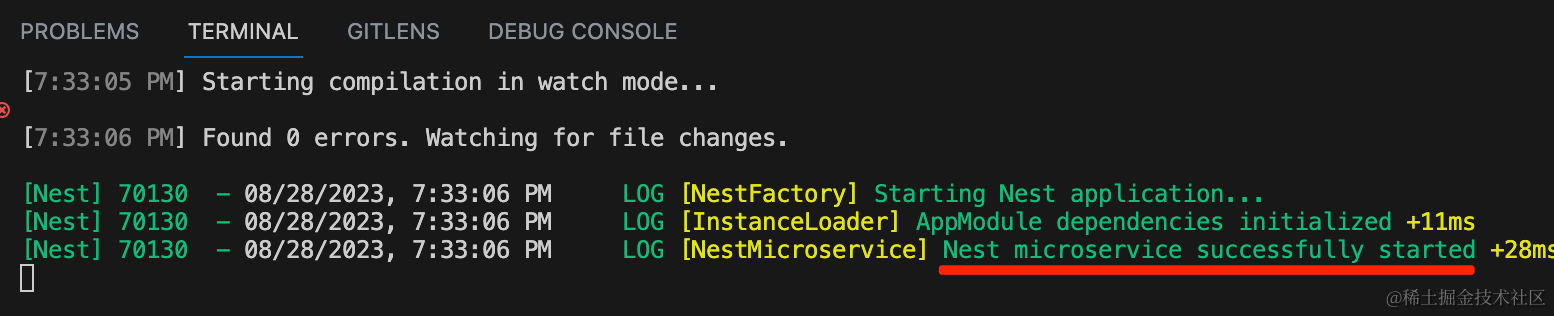 PROBLEMS TERMINAL GITLENS DEBUG CONSOLE
[7:33:05 PM] Starting compilation in watch mode...
[7:33:06 PM] Found 0 errors. Watching for file changes.
[Nest] 70130  - 08/28/2023, 7:33:06 PM     LOG [NestFactory] Starting Nest application...
[Nest] 70130  - 08/28/2023, 7:33:06 PM     LOG [InstanceLoader] AppModule dependencies initialized +11ms
[Nest] 70130  - 08/28/2023, 7:33:06 PM     LOG [NestMicroservice] Nest microservice successfully started +28ms
@稀土掘金技术社区